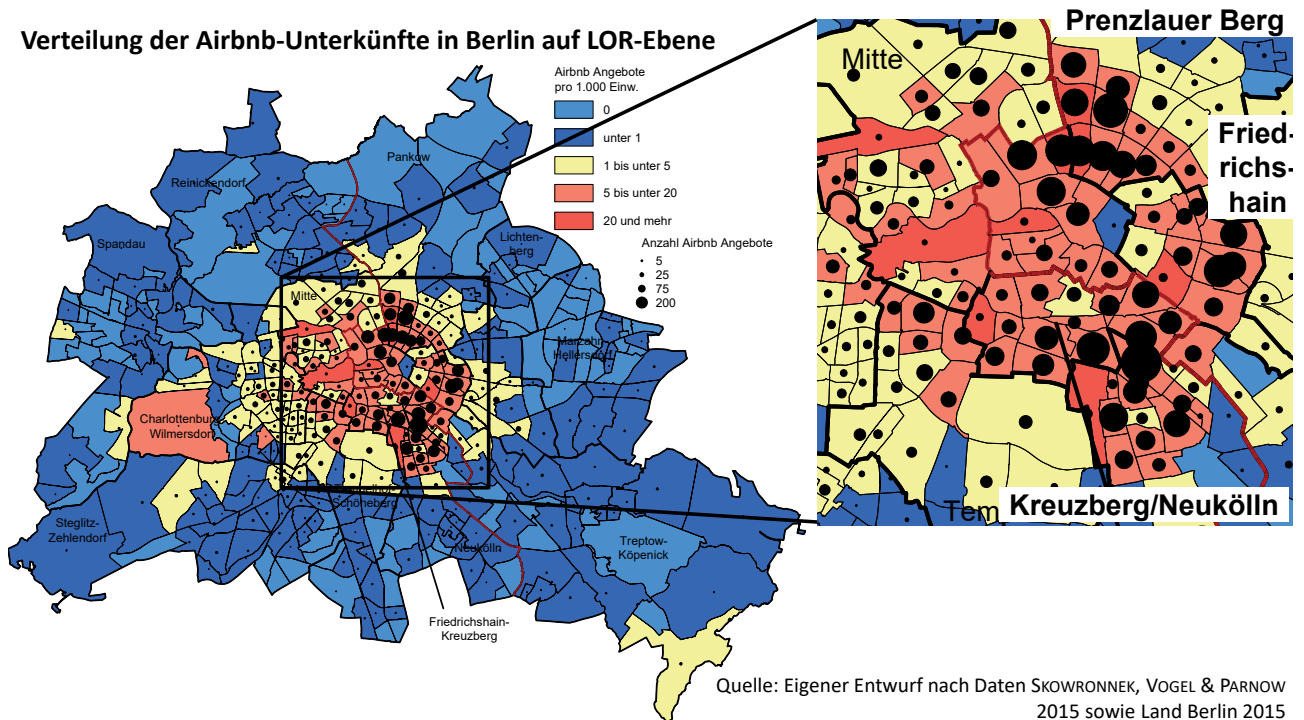 Verteilung der Airbnb-Unterkünfte in Berlin auf LOR-Ebene
Airbnb Angebote
pro 1.000 Einw.
0
unter 1
1 bis unter 5
5 bis unter 20
20 und mehr
Anzahl Airbnb Angebote
5
25
75
200
Pankow
Reinickendorf
Spandau
Lichten-
berg
Mitte
Marzahn-
Hellersdorf
Charlottenburg-
Wilmersdorf
Schöneberg
Steglitz-
Zehlendorf
Neukölln
Treptow-
Köpenick
Friedrichshain-
Kreuzberg
Prenzlauer Berg
Mitte
Fried-
richs-
hain
Tem
Kreuzberg/Neukölln
Quelle: Eigener Entwurf nach Daten SKOWRONNEK, VOGEL & PARNOW
2015 sowie Land Berlin 2015